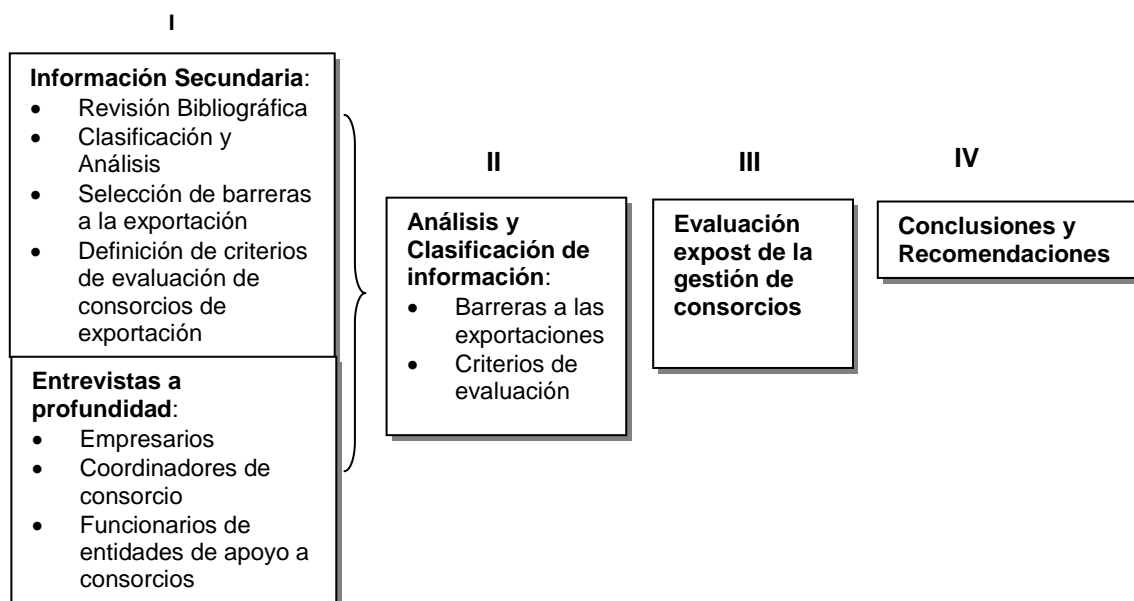 I
Información Secundaria:
• Revisión Bibliográfica
• Clasificación y
Análisis
• Selección de barreras
a la exportación
• Definición de criterios
de evaluación de
consorcios de
exportación
Entrevistas a
profundidad:
• Empresarios
• Coordinadores de
consorcio
• Funcionarios de
entidades de apoyo a
consorcios
II
Análisis y
Clasificación de
información:
• Barreras a las
exportaciones
• Criterios de
evaluación
III
Evaluación
expost de la
gestión de
consorcios
IV
Conclusiones y
Recomendaciones